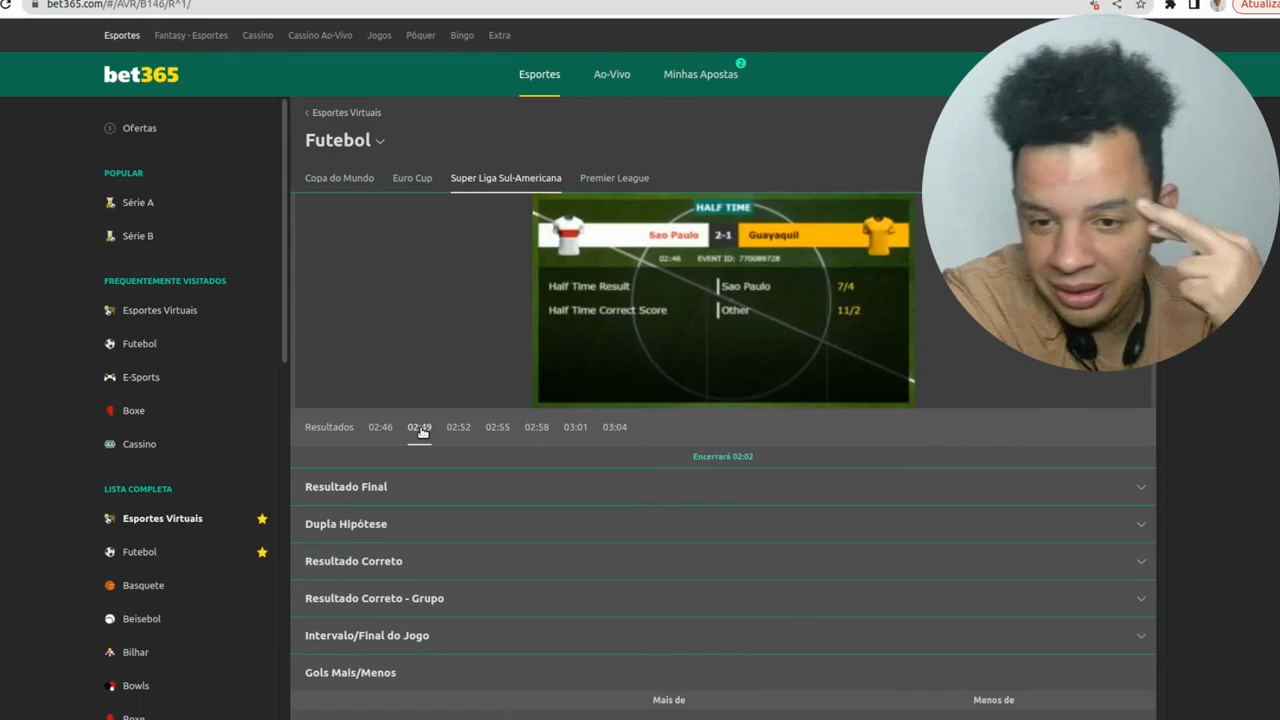 bet365.com/#/AVR/B146/R^1/
Atualiza
Esportes Fantasy - Esportes Cassino Cassino Ao-Vivo Jogos Pôquer Bingo Extra
bet365
Esportes Ao-Vivo Minhas Apostas 2
Ofertas
POPULAR
Série A
Série B
FREQUENTEMENTE VISITADOS
Esportes Virtuais
Futebol
E-Sports
Boxe
Cassino
LISTA COMPLETA
Esportes Virtuais
Futebol
Basquete
Beisebol
Bilhar
Bowls
Boxe
Esportes Virtuais
Futebol
Copa do Mundo Euro Cup Super Liga Sul-Americana Premier League
HALF TIME
Sao Paulo 2-1 Guayaquil
02:46 EVENT ID: 770089728
Half Time Result Sao Paulo 7/4
Half Time Correct Score Other 11/2
Resultados 02:46 02:49 02:52 02:55 02:58 03:01 03:04
Encerrará 02:02
Resultado Final
Dupla Hipótese
Resultado Correto
Resultado Correto - Grupo
Intervalo/Final do Jogo
Gols Mais/Menos
Mais de Menos de